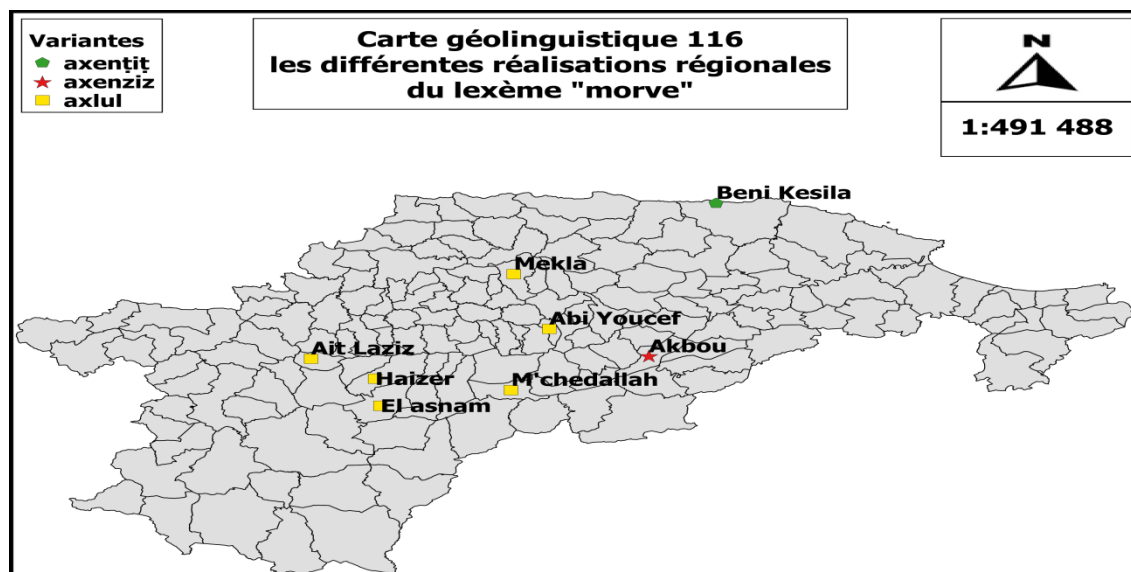 Variantes
axenṭiṭ
axenziz
axlul
Carte géolinguistique 116
les différentes réalisations régionales
du lexème "morve"
N
1:491 488
Beni Kesila
Mekla
Abi Youcef
Ait Laziz
Akbou
Haizer
M'chedallah
El asnam